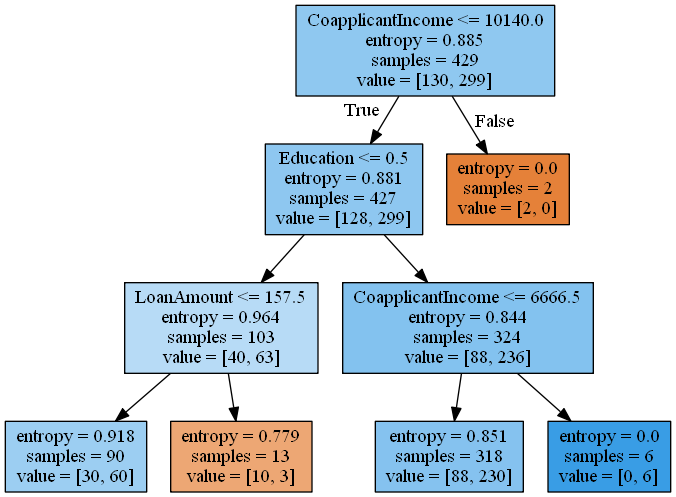 CoapplicantIncome <= 10140.0
entropy = 0.885
samples = 429
value = [130, 299]
True
False
Education <= 0.5
entropy = 0.881
samples = 427
value = [128, 299]
entropy = 0.0
samples = 2
value = [2, 0]
LoanAmount <= 157.5
entropy = 0.964
samples = 103
value = [40, 63]
CoapplicantIncome <= 6666.5
entropy = 0.844
samples = 324
value = [88, 236]
entropy = 0.918
samples = 90
value = [30, 60]
entropy = 0.779
samples = 13
value = [10, 3]
entropy = 0.851
samples = 318
value = [88, 230]
entropy = 0.0
samples = 6
value = [0, 6]